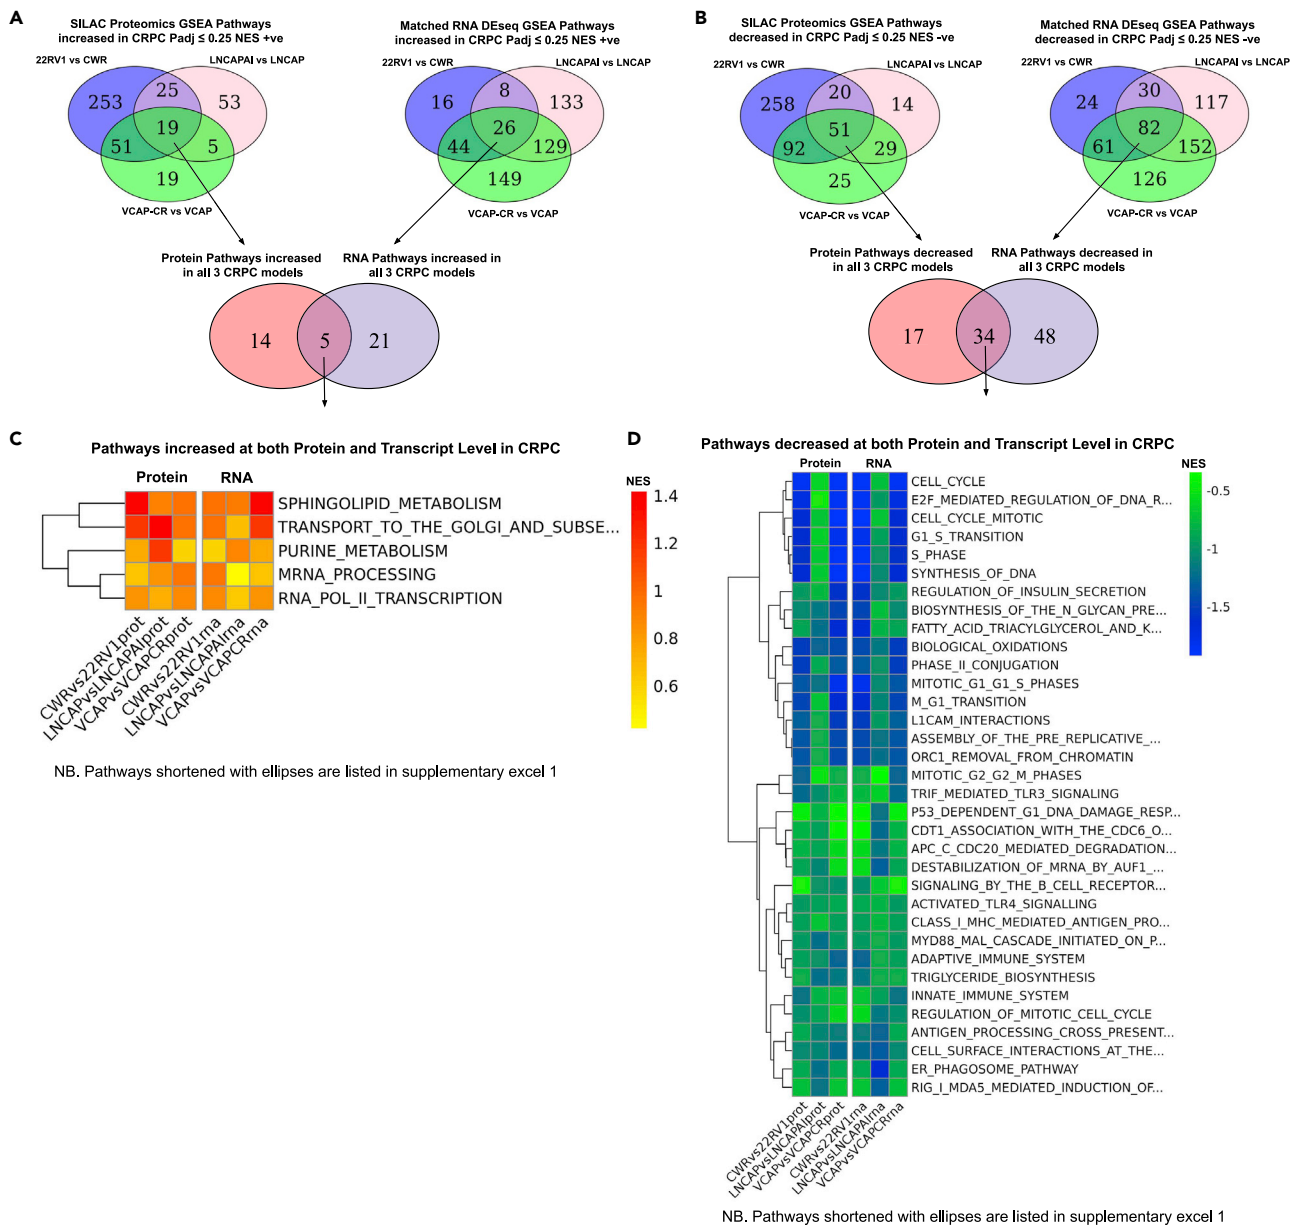 A
SILAC Proteomics GSEA Pathways
increased in CRPC Padj ≤ 0.25 NES +ve
22RV1 vs CWR
LNCAPAI vs LNCAP
253
25
53
19
51
5
19
VCAP-CR vs VCAP
Matched RNA DEseq GSEA Pathways
increased in CRPC Padj ≤ 0.25 NES +ve
22RV1 vs CWR
LNCAPAI vs LNCAP
16
8
133
26
44
129
149
VCAP-CR vs VCAP
Protein Pathways increased
in all 3 CRPC models
RNA Pathways increased in
all 3 CRPC models
14
5
21
B
SILAC Proteomics GSEA Pathways
decreased in CRPC Padj ≤ 0.25 NES -ve
22RV1 vs CWR
LNCAPAI vs LNCAP
258
20
14
51
92
29
25
VCAP-CR vs VCAP
Matched RNA DEseq GSEA Pathways
decreased in CRPC Padj ≤ 0.25 NES -ve
22RV1 vs CWR
LNCAPAI vs LNCAP
24
30
117
82
61
152
126
VCAP-CR vs VCAP
Protein Pathways decreased
in all 3 CRPC models
RNA Pathways decreased in
all 3 CRPC models
17
34
48
C
Pathways increased at both Protein and Transcript Level in CRPC
Protein
RNA
NES
SPHINGOLIPID_METABOLISM
TRANSPORT_TO_THE_GOLGI_AND_SUBSE...
PURINE_METABOLISM
MRNA_PROCESSING
RNA_POL_II_TRANSCRIPTION
1.4
1.2
1
0.8
0.6
CWRvs22RV1prot
LNCAPvsLNCAPAIprot
VCAPvsVCAPCRprot
CWRvs22RV1rna
LNCAPvsLNCAPAIrna
VCAPvsVCAPCRrna
NB. Pathways shortened with ellipses are listed in supplementary excel 1
D
Pathways decreased at both Protein and Transcript Level in CRPC
Protein
RNA
NES
CELL_CYCLE
E2F_MEDIATED_REGULATION_OF_DNA_R...
CELL_CYCLE_MITOTIC
G1_S_TRANSITION
S_PHASE
SYNTHESIS_OF_DNA
REGULATION_OF_INSULIN_SECRETION
BIOSYNTHESIS_OF_THE_N_GLYCAN_PRE...
FATTY_ACID_TRIACYLGLYCEROL_AND_K...
BIOLOGICAL_OXIDATIONS
PHASE_II_CONJUGATION
MITOTIC_G1_G1_S_PHASES
M_G1_TRANSITION
L1CAM_INTERACTIONS
ASSEMBLY_OF_THE_PRE_REPLICATIVE_...
ORC1_REMOVAL_FROM_CHROMATIN
MITOTIC_G2_G2_M_PHASES
TRIF_MEDIATED_TLR3_SIGNALING
P53_DEPENDENT_G1_DNA_DAMAGE_RESP...
CDT1_ASSOCIATION_WITH_THE_CDC6_O...
APC_C_CDC20_MEDIATED_DEGRADATION...
DESTABILIZATION_OF_MRNA_BY_AUF1_...
SIGNALING_BY_THE_B_CELL_RECEPTOR...
ACTIVATED_TLR4_SIGNALLING
CLASS_I_MHC_MEDIATED_ANTIGEN_PRO...
MYD88_MAL_CASCADE_INITIATED_ON_P...
ADAPTIVE_IMMUNE_SYSTEM
TRIGLYCERIDE_BIOSYNTHESIS
INNATE_IMMUNE_SYSTEM
REGULATION_OF_MITOTIC_CELL_CYCLE
ANTIGEN_PROCESSING_CROSS_PRESENT...
CELL_SURFACE_INTERACTIONS_AT_THE...
ER_PHAGOSOME_PATHWAY
RIG_I_MDA5_MEDIATED_INDUCTION_OF...
-0.5
-1
-1.5
CWRvs22RV1prot
LNCAPvsLNCAPAIprot
VCAPvsVCAPCRprot
CWRvs22RV1rna
LNCAPvsLNCAPAIrna
VCAPvsVCAPCRrna
NB. Pathways shortened with ellipses are listed in supplementary excel 1